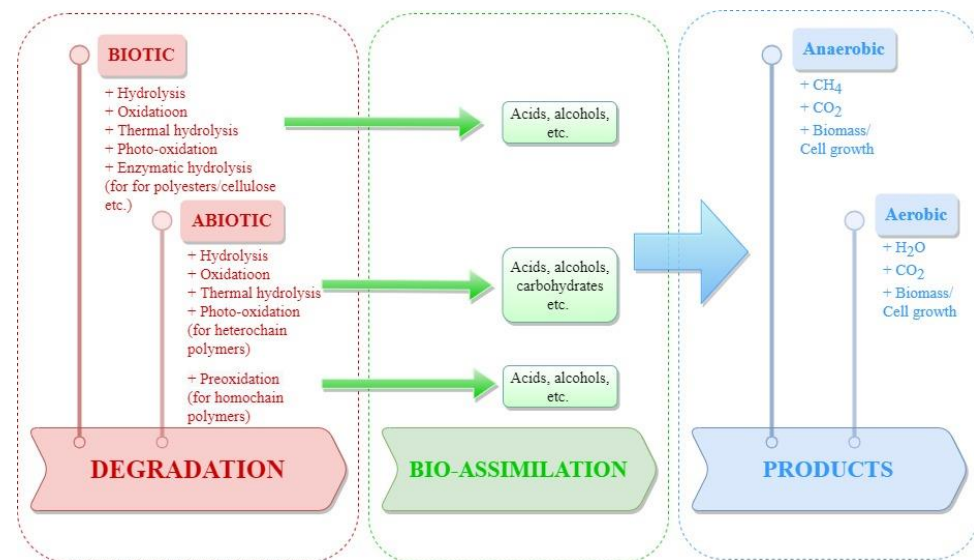 BIOTIC
+ Hydrolysis
+ Oxidatioon
+ Thermal hydrolysis
+ Photo-oxidation
+ Enzymatic hydrolysis
(for for polyesters/cellulose
etc.)
ABIOTIC
+ Hydrolysis
+ Oxidatioon
+ Thermal hydrolysis
+ Photo-oxidation
(for heterochain
polymers)
+ Preoxidation
(for homochain
polymers)
DEGRADATION
Acids, alcohols,
etc.
Acids, alcohols,
carbohydrates
etc.
Acids, alcohols,
etc.
BIO-ASSIMILATION
Anaerobic
+ CH₄
+ CO₂
+ Biomass/
Cell growth
Aerobic
+ H₂O
+ CO₂
+ Biomass/
Cell growth
PRODUCTS